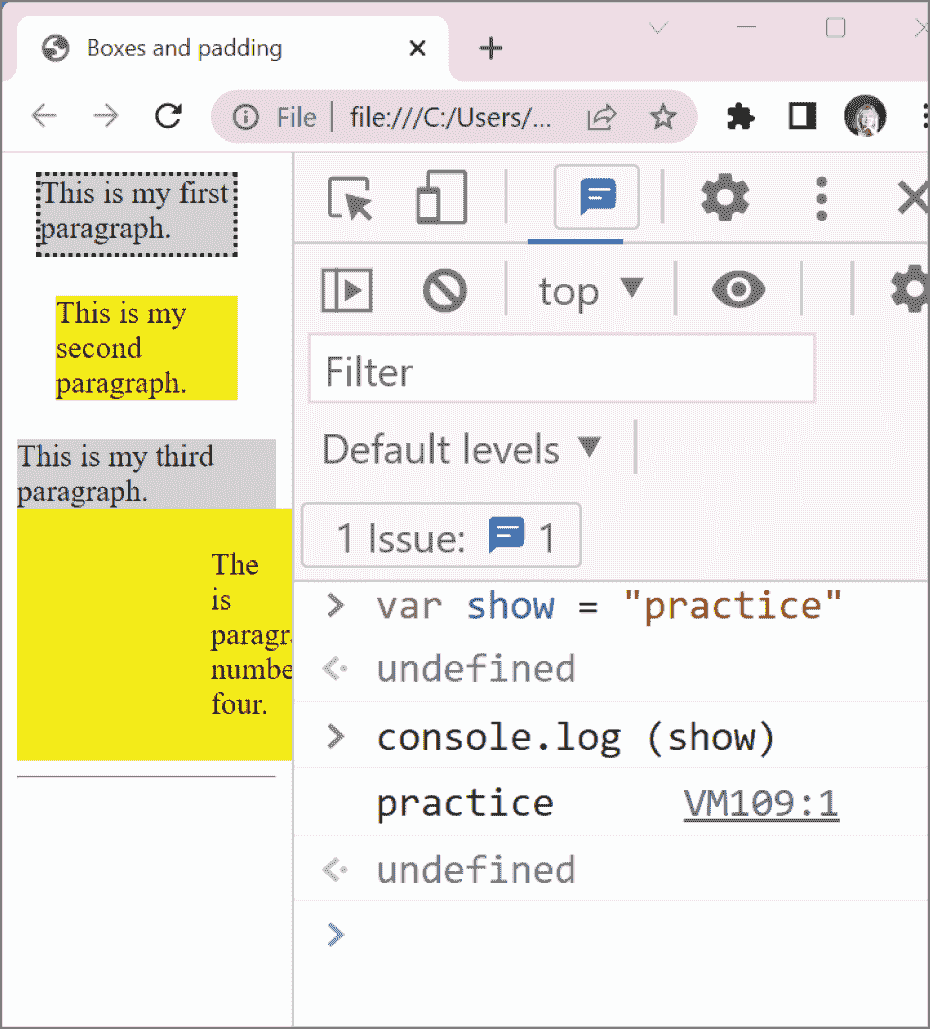 Boxes and padding
File | file:///C:/Users/...
This is my first
paragraph.
This is my
second
paragraph.
This is my third
paragraph.
The
is
paragr
numbe
four.
top
Filter
Default levels
1 Issue: 1
var show = "practice"
undefined
console.log (show)
practice VM109:1
undefined